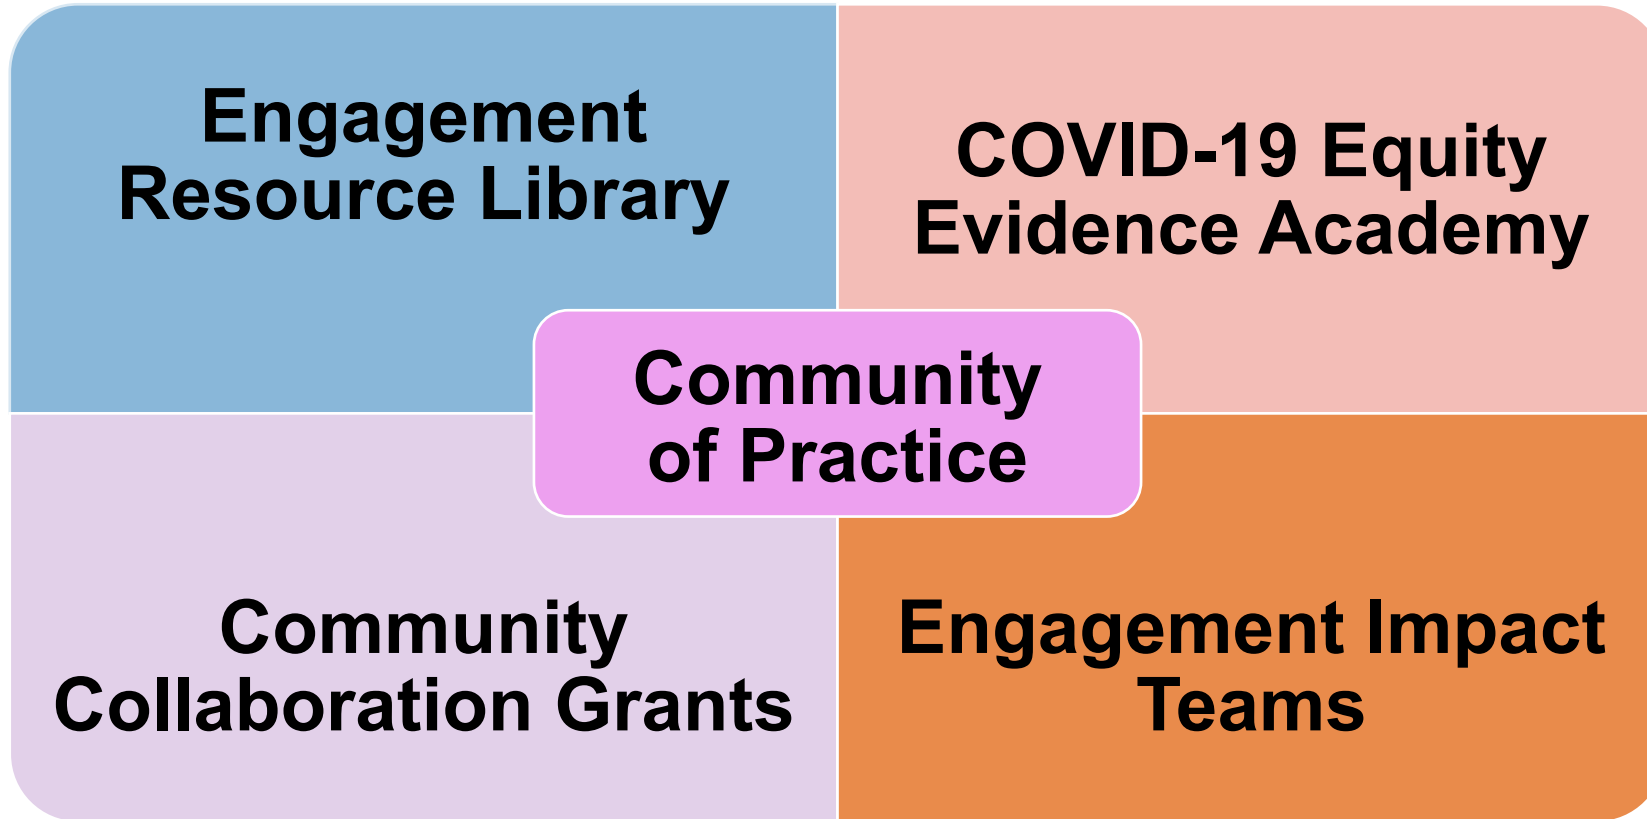 Engagement
Resource Library
COVID-19 Equity
Evidence Academy
Community
of Practice
Community
Collaboration Grants
Engagement Impact
Teams